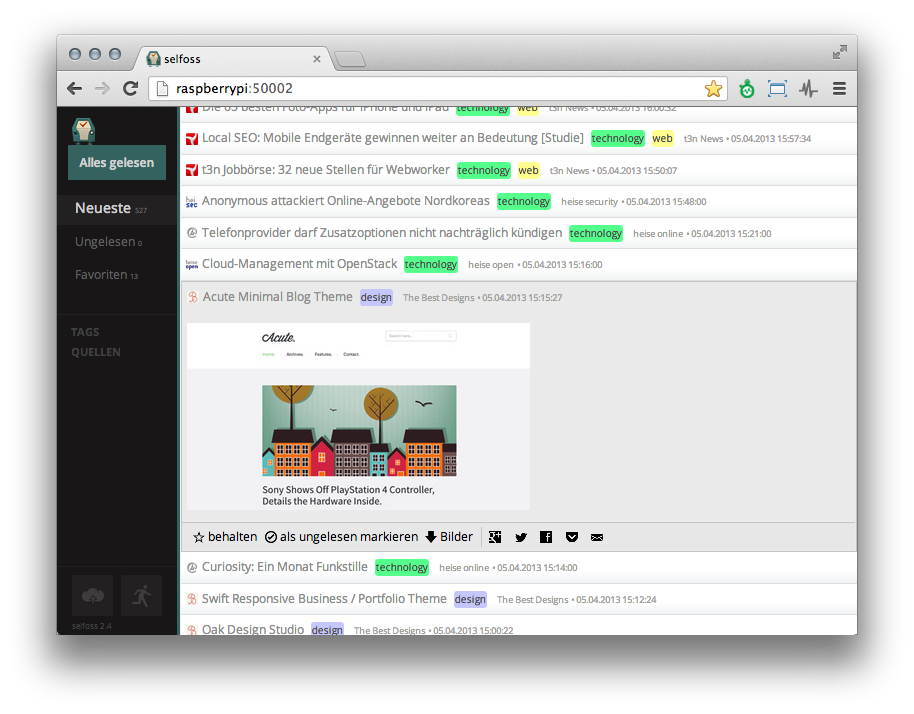 selfoss
raspberrypi:50002
Alles gelesen
Neueste 527
Ungelesen 0
Favoriten 13
TAGS
QUELLEN
selfoss 2.4
Die 65 besten Foto-Apps für iPhone und iPad technology web t3n News • 05.04.2013 16:00:32
Local SEO: Mobile Endgeräte gewinnen weiter an Bedeutung [Studie] technology web t3n News • 05.04.2013 15:57:34
t3n Jobbörse: 32 neue Stellen für Webworker technology web t3n News • 05.04.2013 15:50:07
hei sec Anonymous attackiert Online-Angebote Nordkoreas technology heise security • 05.04.2013 15:48:00
Telefonprovider darf Zusatzoptionen nicht nachträglich kündigen technology heise online • 05.04.2013 15:21:00
heise open Cloud-Management mit OpenStack technology heise open • 05.04.2013 15:16:00
Acute Minimal Blog Theme design The Best Designs • 05.04.2013 15:15:27
Acute.
Search here...
Home. Archives. Features. Contact.
Sony Shows Off PlayStation 4 Controller,
Details the Hardware Inside.
behalten als ungelesen markieren Bilder
Curiosity: Ein Monat Funkstille technology heise online • 05.04.2013 15:14:00
Swift Responsive Business / Portfolio Theme design The Best Designs • 05.04.2013 15:12:24
Oak Design Studio design The Best Designs • 05.04.2013 15:00:22